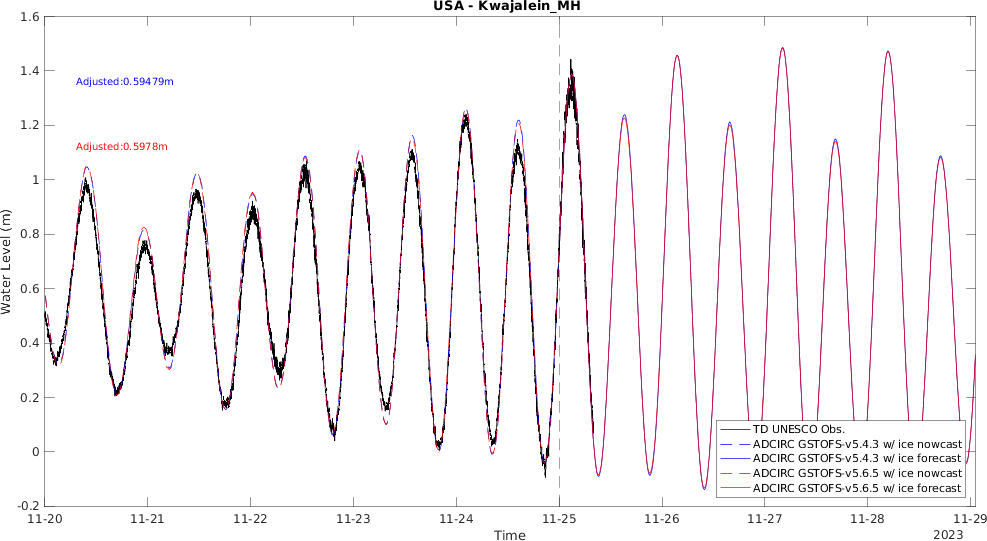 USA - Kwajalein_MH
1.6
1.4
1.2
1
0.8
0.6
0.4
0.2
0
-0.2
Water Level (m)
Adjusted:0.59479m
Adjusted:0.5978m
TD UNESCO Obs.
ADCIRC GSTOFS-v5.4.3 w/ ice nowcast
ADCIRC GSTOFS-v5.4.3 w/ ice forecast
ADCIRC GSTOFS-v5.6.5 w/ ice nowcast
ADCIRC GSTOFS-v5.6.5 w/ ice forecast
11-20 11-21 11-22 11-23 11-24 11-25 11-26 11-27 11-28 11-29
Time
2023